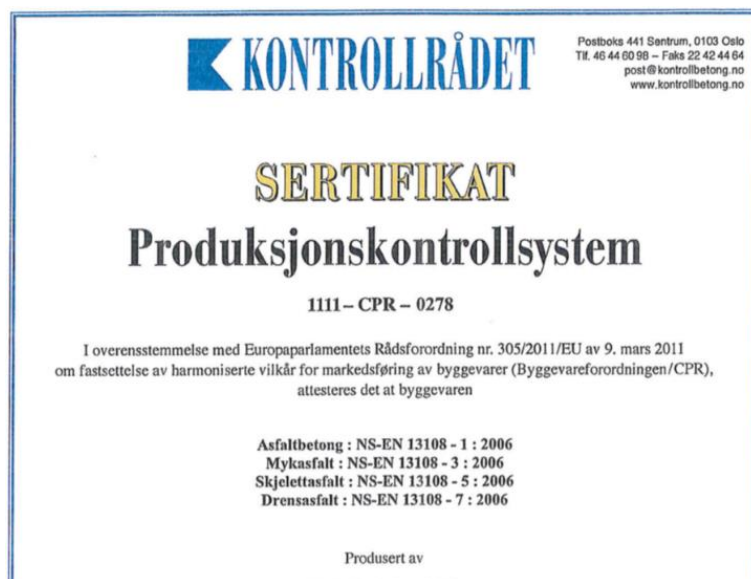 KONTROLLRÅDET
Postboks 441 Sentrum, 0103 Oslo
Tlf. 46 44 60 98 – Faks 22 42 44 64
post@kontrollbetong.no
www.kontrollbetong.no
SERTIFIKAT
Produksjonskontrollsystem
1111 – CPR – 0278
I overensstemmelse med Europaparlamentets Rådsforordning nr. 305/2011/EU av 9. mars 2011
om fastsettelse av harmoniserte vilkår for markedsføring av byggevarer (Byggevareforordningen/CPR),
attesteres det at byggevaren
Asfaltbetong : NS-EN 13108 - 1 : 2006
Mykasfalt : NS-EN 13108 - 3 : 2006
Skjelettasfalt : NS-EN 13108 - 5 : 2006
Drensasfalt : NS-EN 13108 - 7 : 2006
Produsert av